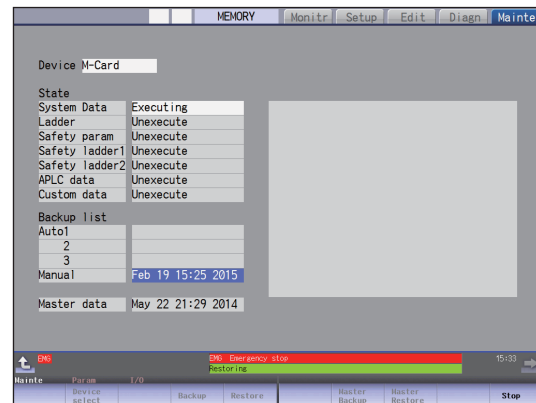 MEMORY Monitr Setup Edit Diagn Mainte
Device M-Card
State
System Data Executing
Ladder Unexecute
Safety param Unexecute
Safety ladder1 Unexecute
Safety ladder2 Unexecute
APLC data Unexecute
Custom data Unexecute
Backup list
Auto1
2
3
Manual Feb 19 15:25 2015
Master data May 22 21:29 2014
EMG EMG Emergency stop 15:33
Restoring
Mainte Param I/O
Device select Backup Restore Master Backup Master Restore Stop